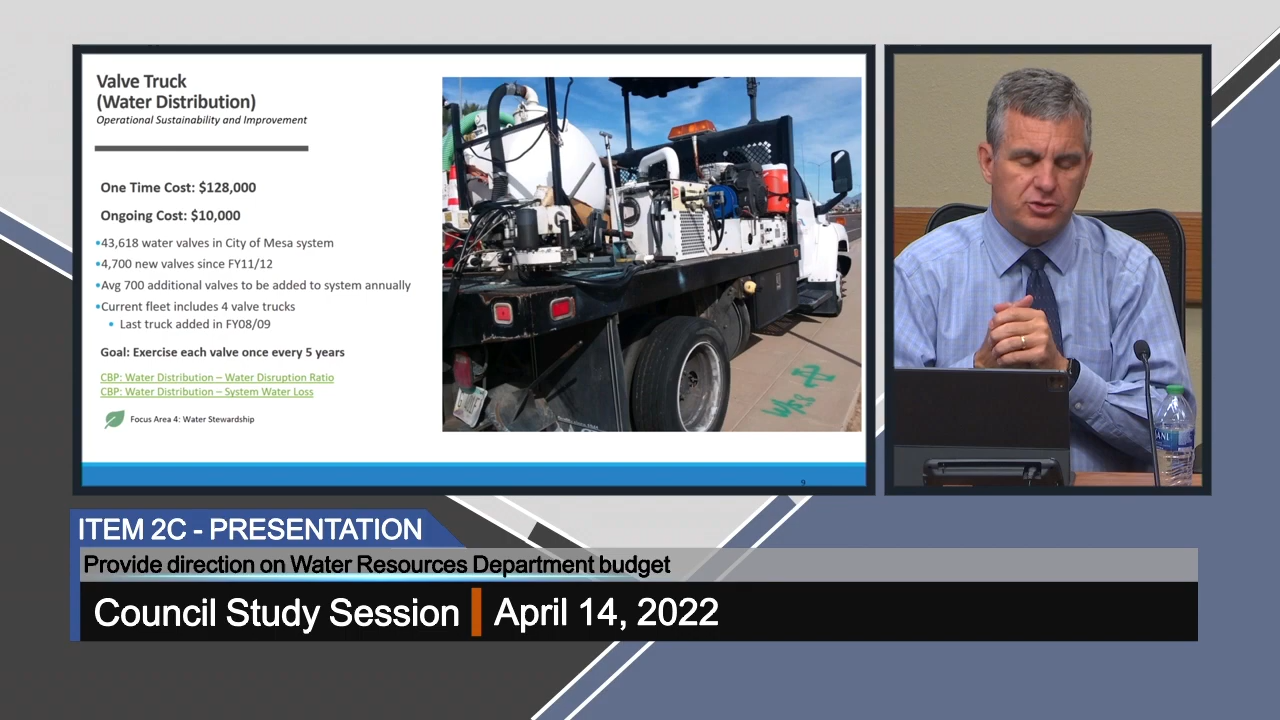 Valve Truck
(Water Distribution)
Operational Sustainability and Improvement
One Time Cost: $128,000
Ongoing Cost: $10,000
•43,618 water valves in City of Mesa system
•4,700 new valves since FY11/12
•Avg 700 additional valves to be added to system annually
•Current fleet includes 4 valve trucks
• Last truck added in FY08/09
Goal: Exercise each valve once every 5 years
CBP: Water Distribution – Water Disruption Ratio
CBP: Water Distribution – System Water Loss
Focus Area 4: Water Stewardship
9
ITEM 2C - PRESENTATION
Provide direction on Water Resources Department budget
Council Study Session
April 14, 2022